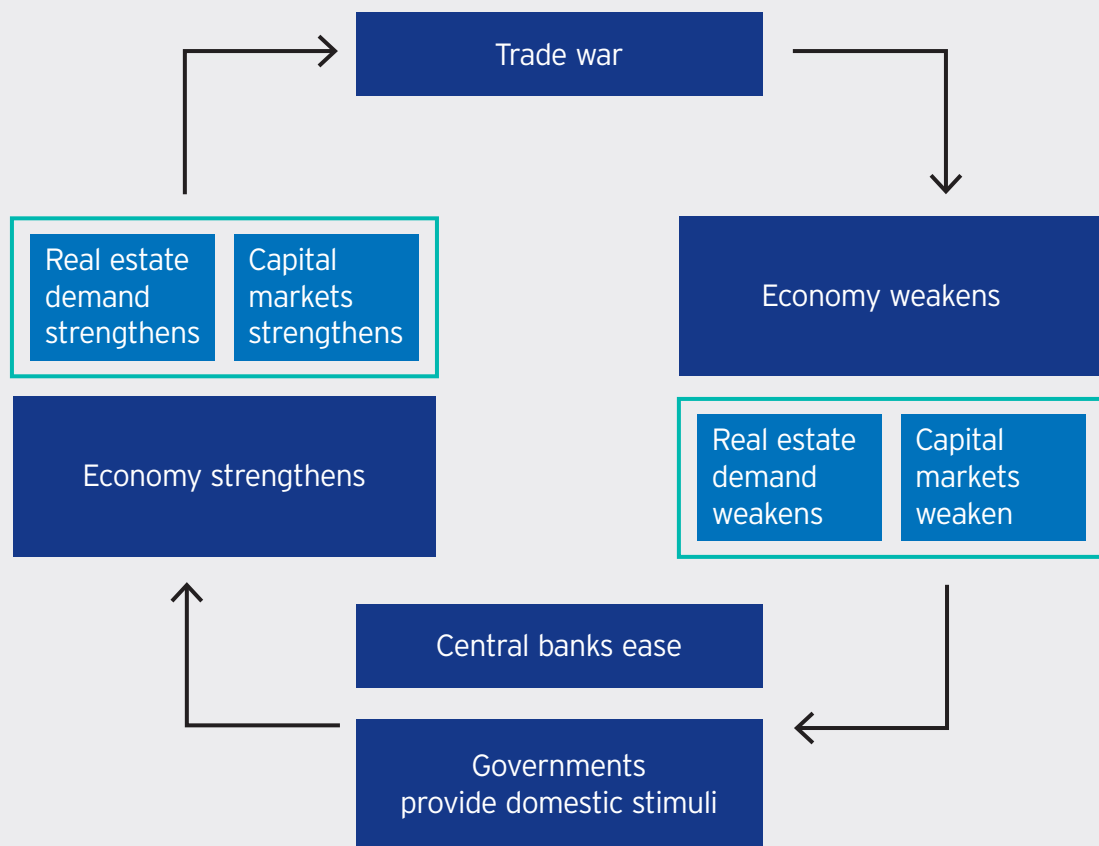 Trade war
Real estate
demand
strengthens
Capital
markets
strengthens
Economy weakens
Economy strengthens
Real estate
demand
weakens
Capital
markets
weaken
Central banks ease
Governments
provide domestic stimuli